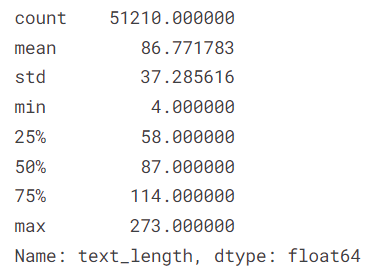 count 51210.000000
mean 86.771783
std 37.285616
min 4.000000
25% 58.000000
50% 87.000000
75% 114.000000
max 273.000000
Name: text_length, dtype: float64